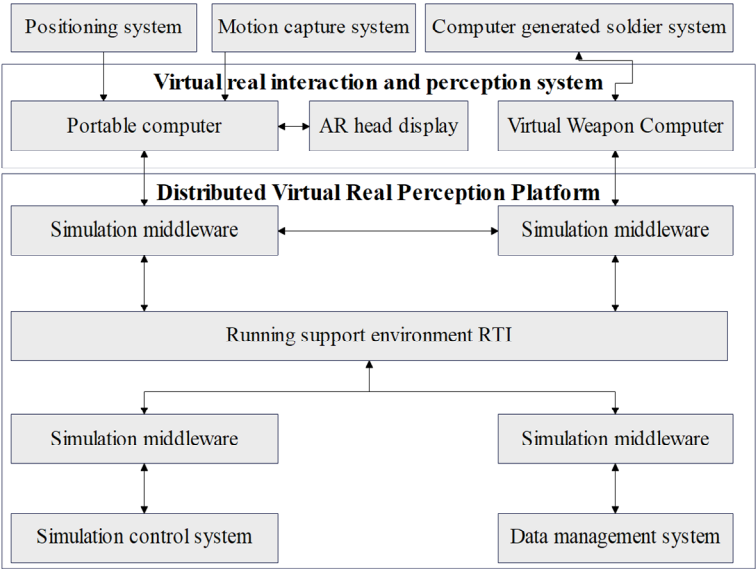 Positioning system
Motion capture system
Computer generated soldier system
Virtual real interaction and perception system
Portable computer
AR head display
Virtual Weapon Computer
Distributed Virtual Real Perception Platform
Simulation middleware
Simulation middleware
Running support environment RTI
Simulation middleware
Simulation middleware
Simulation control system
Data management system